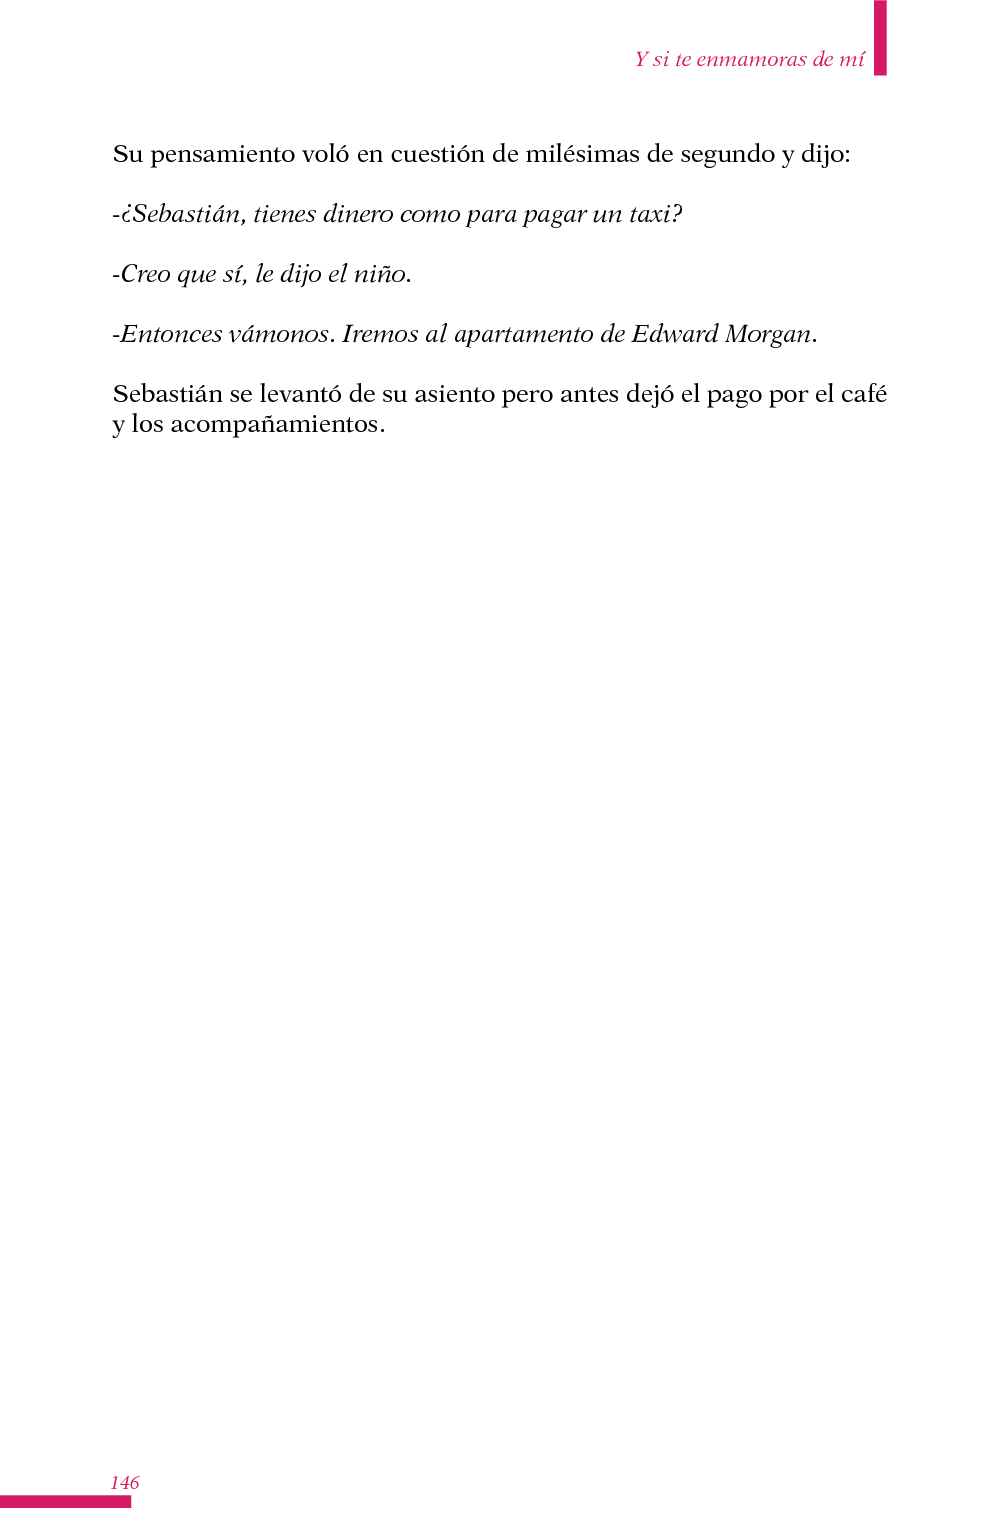 Y si te enmamoras de mí
Su pensamiento voló en cuestión de milésimas de segundo y dijo:
-¿Sebastián, tienes dinero como para pagar un taxi?
-Creo que sí, le dijo el niño.
-Entonces vámonos. Iremos al apartamento de Edward Morgan.
Sebastián se levantó de su asiento pero antes dejó el pago por el café
y los acompañamientos.
146